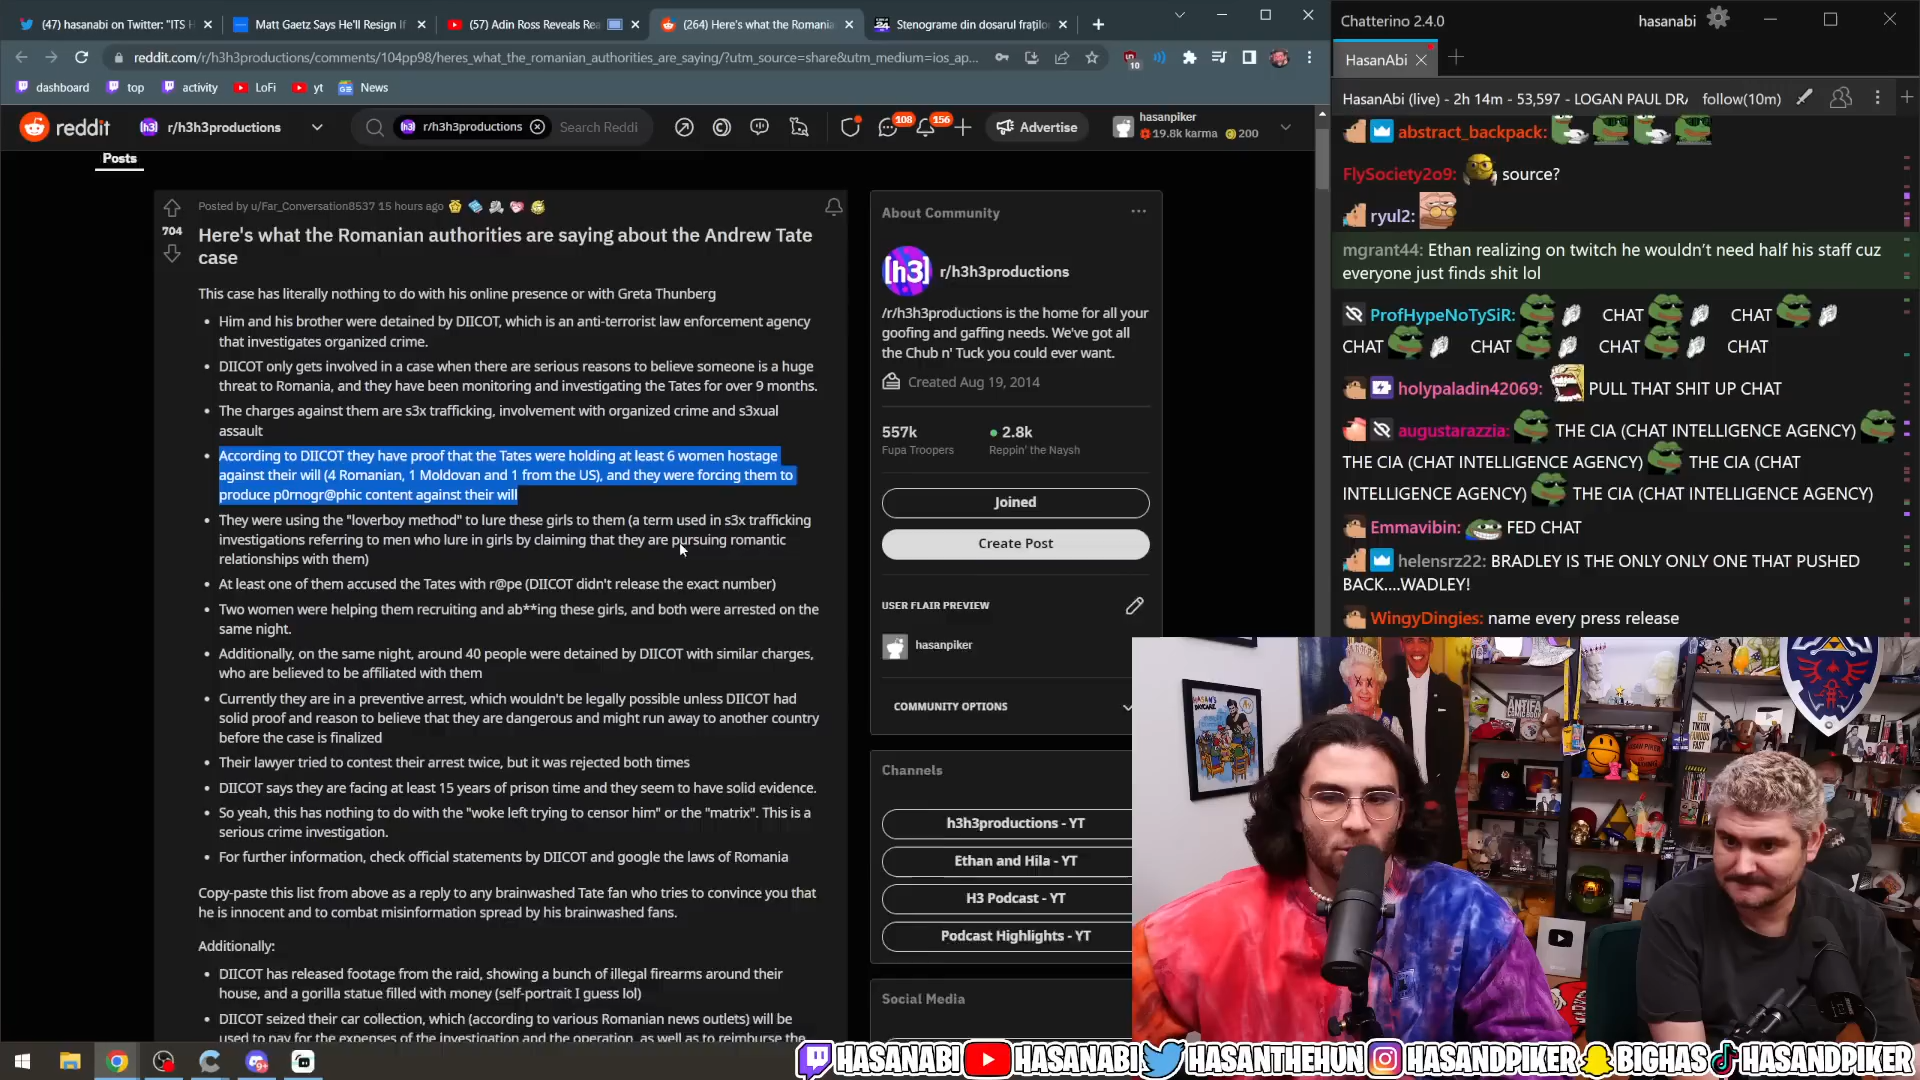 (47) hasanabi on Twitter: "ITS H
Matt Gaetz Says He'll Resign If
(57) Adin Ross Reveals Rea
(264) Here's what the Romania
Stenograme din dosarul fraților
reddit.com/r/h3h3productions/comments/104pp98/heres_what_the_romanian_authorities_are_saying/?utm_source=share&utm_medium=ios_ap...
10
dashboard
top
activity
LoFi
yt
News
reddit
r/h3h3productions
r/h3h3productions
Search Reddi
108
156
Advertise
hasanpiker
19.8k karma
200
Posts
704
Posted by u/Far_Conversation8537 15 hours ago
Here's what the Romanian authorities are saying about the Andrew Tate
case
This case has literally nothing to do with his online presence or with Greta Thunberg
• Him and his brother were detained by DIICOT, which is an anti-terrorist law enforcement agency
that investigates organized crime.
• DIICOT only gets involved in a case when there are serious reasons to believe someone is a huge
threat to Romania, and they have been monitoring and investigating the Tates for over 9 months.
• The charges against them are s3x trafficking, involvement with organized crime and s3xual
assault
• According to DIICOT they have proof that the Tates were holding at least 6 women hostage
against their will (4 Romanian, 1 Moldovan and 1 from the US), and they were forcing them to
produce p0rnogr@phic content against their will
• They were using the "loverboy method" to lure these girls to them (a term used in s3x trafficking
investigations referring to men who lure in girls by claiming that they are pursuing romantic
relationships with them)
• At least one of them accused the Tates with r@pe (DIICOT didn't release the exact number)
• Two women were helping them recruiting and ab**ing these girls, and both were arrested on the
same night.
• Additionally, on the same night, around 40 people were detained by DIICOT with similar charges,
who are believed to be affiliated with them
• Currently they are in a preventive arrest, which wouldn't be legally possible unless DIICOT had
solid proof and reason to believe that they are dangerous and might run away to another country
before the case is finalized
• Their lawyer tried to contest their arrest twice, but it was rejected both times
• DIICOT says they are facing at least 15 years of prison time and they seem to have solid evidence.
• So yeah, this has nothing to do with the "woke left trying to censor him" or the "matrix". This is a
serious crime investigation.
• For further information, check official statements by DIICOT and google the laws of Romania
Copy-paste this list from above as a reply to any brainwashed Tate fan who tries to convince you that
he is innocent and to combat misinformation spread by his brainwashed fans.
Additionally:
• DIICOT has released footage from the raid, showing a bunch of illegal firearms around their
house, and a gorilla statue filled with money (self-portrait I guess lol)
• DIICOT seized their car collection, which (according to various Romanian news outlets) will be
used to pay for the expenses of the investigation and the operation, as well as to reimburse the
About Community
[h3]
r/h3h3productions
/r/h3h3productions is the home for all your
goofing and gaffing needs. We've got all
the Chub n' Tuck you could ever want.
Created Aug 19, 2014
557k
2.8k
Fupa Troopers
Reppin' the Naysh
Joined
Create Post
USER FLAIR PREVIEW
hasanpiker
COMMUNITY OPTIONS
Channels
h3h3productions - YT
Ethan and Hila - YT
H3 Podcast - YT
Podcast Highlights - YT
Social Media
Chatterino 2.4.0
hasanabi
HasanAbi
HasanAbi (live) - 2h 14m - 53,597 - LOGAN PAUL DRA
follow(10m)
abstract_backpack:
FlySociety2o9: source?
ryul2:
mgrant44: Ethan realizing on twitch he wouldn't need half his staff cuz
everyone just finds shit lol
ProfHypeNoTySiR: CHAT CHAT
CHAT CHAT CHAT CHAT
holypaladin42069: PULL THAT SHIT UP CHAT
augustarazzia: THE CIA (CHAT INTELLIGENCE AGENCY)
THE CIA (CHAT INTELLIGENCE AGENCY) THE CIA (CHAT
INTELLIGENCE AGENCY) THE CIA (CHAT INTELLIGENCE AGENCY)
Emmavibin: FED CHAT
helensrz22: BRADLEY IS THE ONLY ONLY ONE THAT PUSHED
BACK....WADLEY!
WingyDingies: name every press release
HASANABI HASANABI HASANTHEHUN HASANDPIKER BIGHAS HASANDPIKER